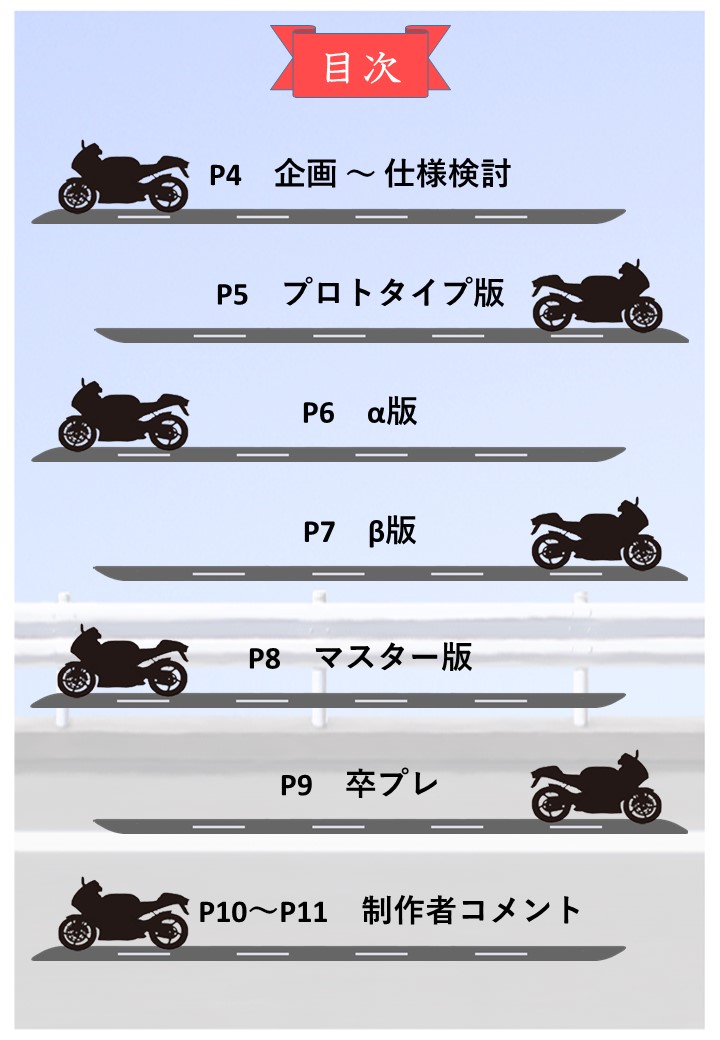 目次
P4　企画 ～ 仕様検討
P5　プロトタイプ版
P6　α版
P7　β版
P8　マスター版
P9　卒プレ
P10～P11　制作者コメント